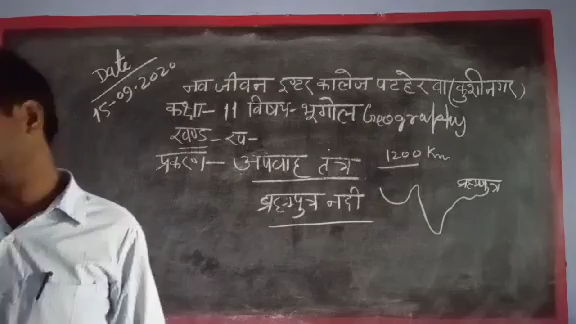 Date
15-09-2020
नव जीवन इण्टर कालेज पटहेरवा (कुशीनगर)
कक्षा- 11 विषय- भूगोल Geography
खण्ड - ख -
प्रकरण - अपवाह तंत्र
1200 Km
ब्रह्मपुत्र नदी
ब्रह्मपुत्र